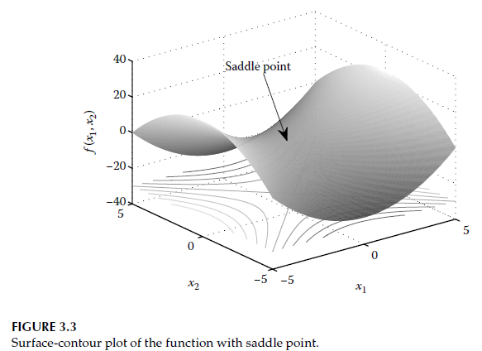 40
Saddle point
20
0
−20
−40
f (x1, x2)
5
0
−5
x2
−5
0
5
x1
FIGURE 3.3
Surface-contour plot of the function with saddle point.